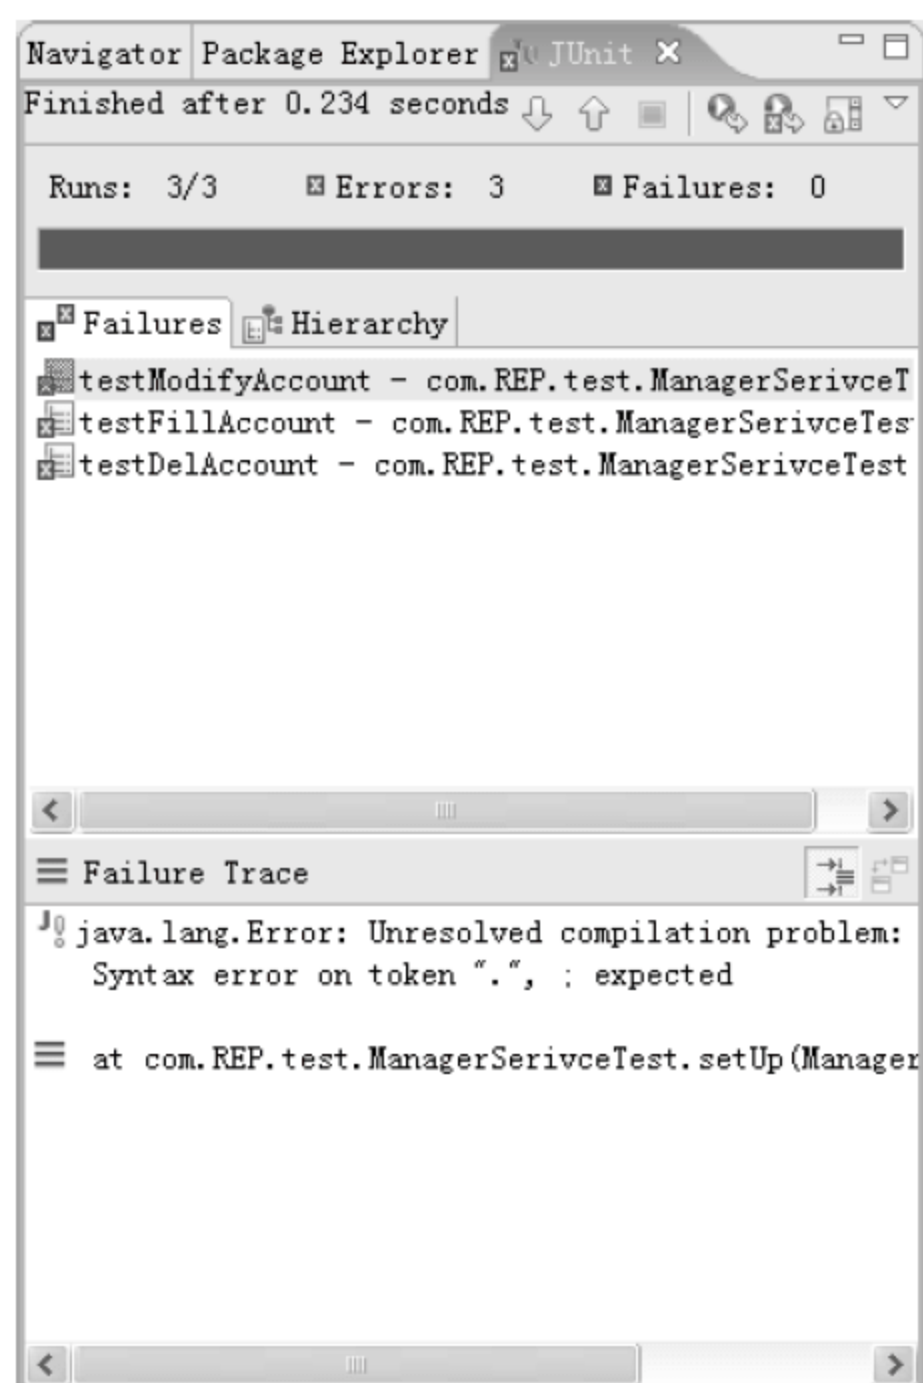 Navigator Package Explorer JUnit
Finished after 0.234 seconds
Runs: 3/3 Errors: 3 Failures: 0
Failures Hierarchy
testModifyAccount - com.REP.test.ManagerSerivceT
testFillAccount - com.REP.test.ManagerSerivceTes
testDelAccount - com.REP.test.ManagerSerivceTest
Failure Trace
java.lang.Error: Unresolved compilation problem:
Syntax error on token ".", ; expected
at com.REP.test.ManagerSerivceTest.setUp(Manager